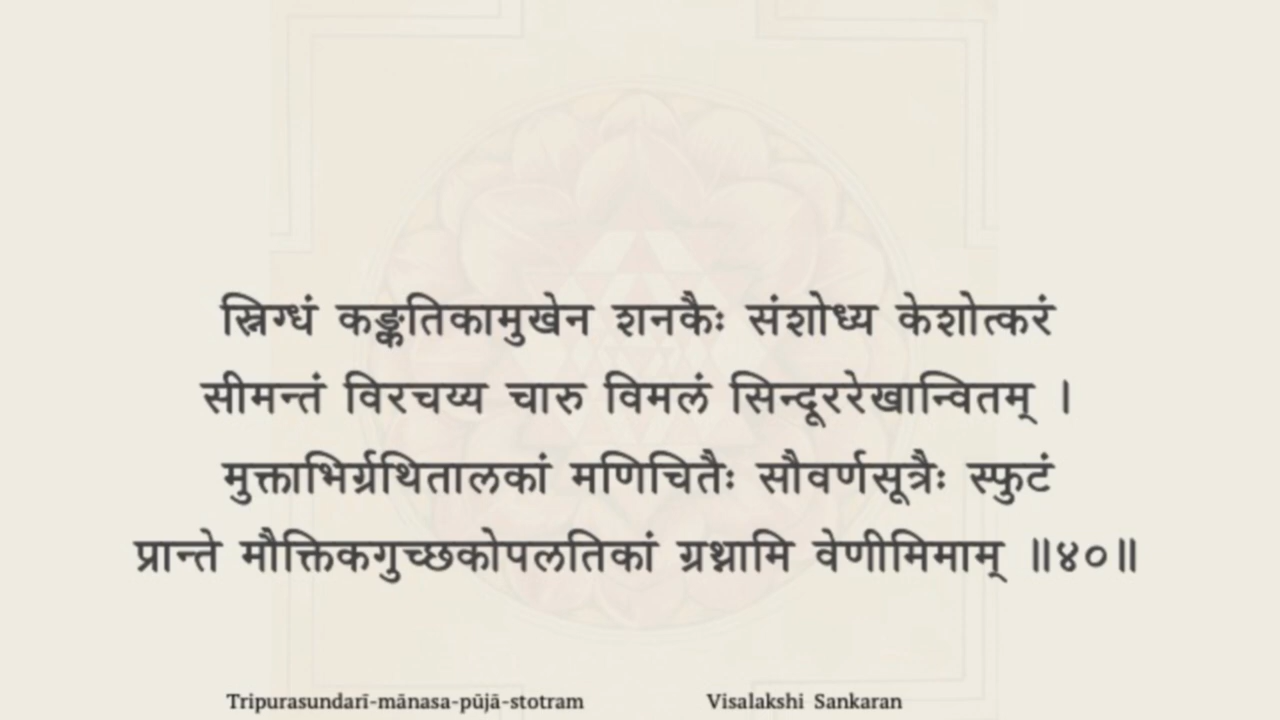 स्निग्धं कङ्कतिकामुखेन शनकैः संशोध्य केशोत्करं
सीमन्तं विरचय्य चारु विमलं सिन्दूररेखान्वितम् ।
मुक्ताभिर्ग्रथितालकां मणिचितैः सौवर्णसूत्रैः स्फुटं
प्रान्ते मौक्तिकगुच्छकोपलतिकां ग्रथ्नामि वेणीमिमाम् ॥४०॥
Tripurasundarī-mānasa-pūjā-stotram Visalakshi Sankaran